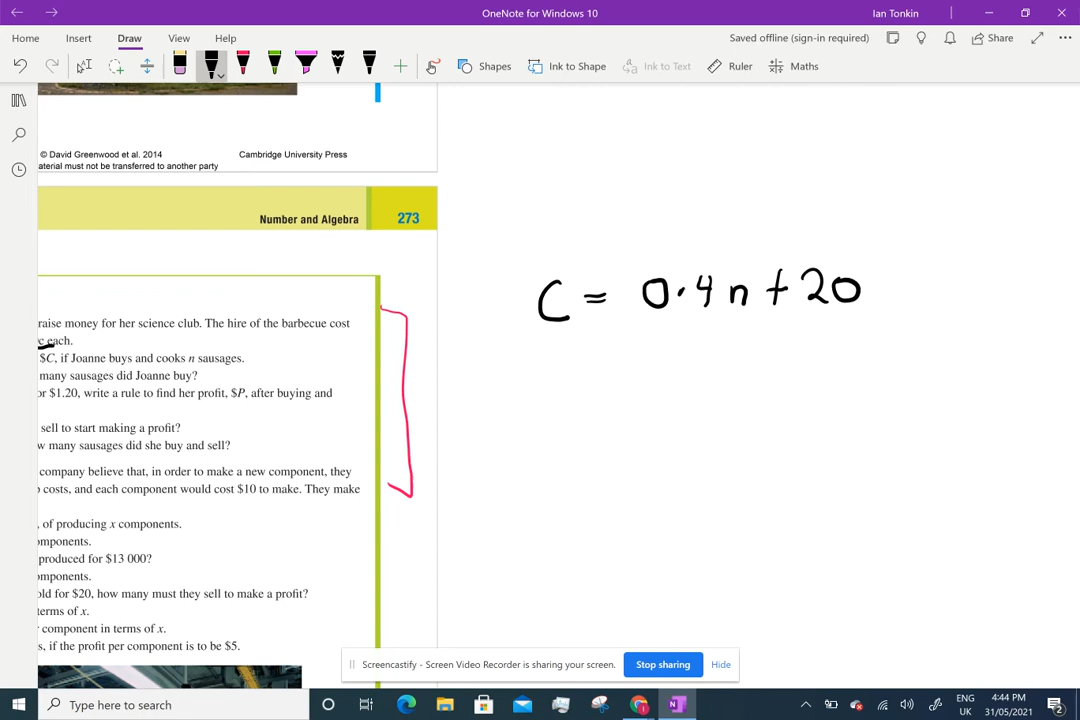 OneNote for Windows 10
Ian Tonkin
Home Insert Draw View Help
Saved offline (sign-in required)
Share
Shapes
Ink to Shape
Ink to Text
Ruler
Maths
© David Greenwood et al. 2014 Cambridge University Press
aterial must not be transferred to another party
Number and Algebra 273
C = 0.4n + 20
raise money for her science club. The hire of the barbecue cost
each.
$C, if Joanne buys and cooks n sausages.
many sausages did Joanne buy?
or $1.20, write a rule to find her profit, $P, after buying and
sell to start making a profit?
w many sausages did she buy and sell?
company believe that, in order to make a new component, they
costs, and each component would cost $10 to make. They make
, of producing x components.
omponents.
produced for $13 000?
omponents.
old for $20, how many must they sell to make a profit?
terms of x.
component in terms of x.
s, if the profit per component is to be $5.
Screencastify - Screen Video Recorder is sharing your screen.
Stop sharing
Hide
Type here to search
ENG
UK
4:44 PM
31/05/2021
2